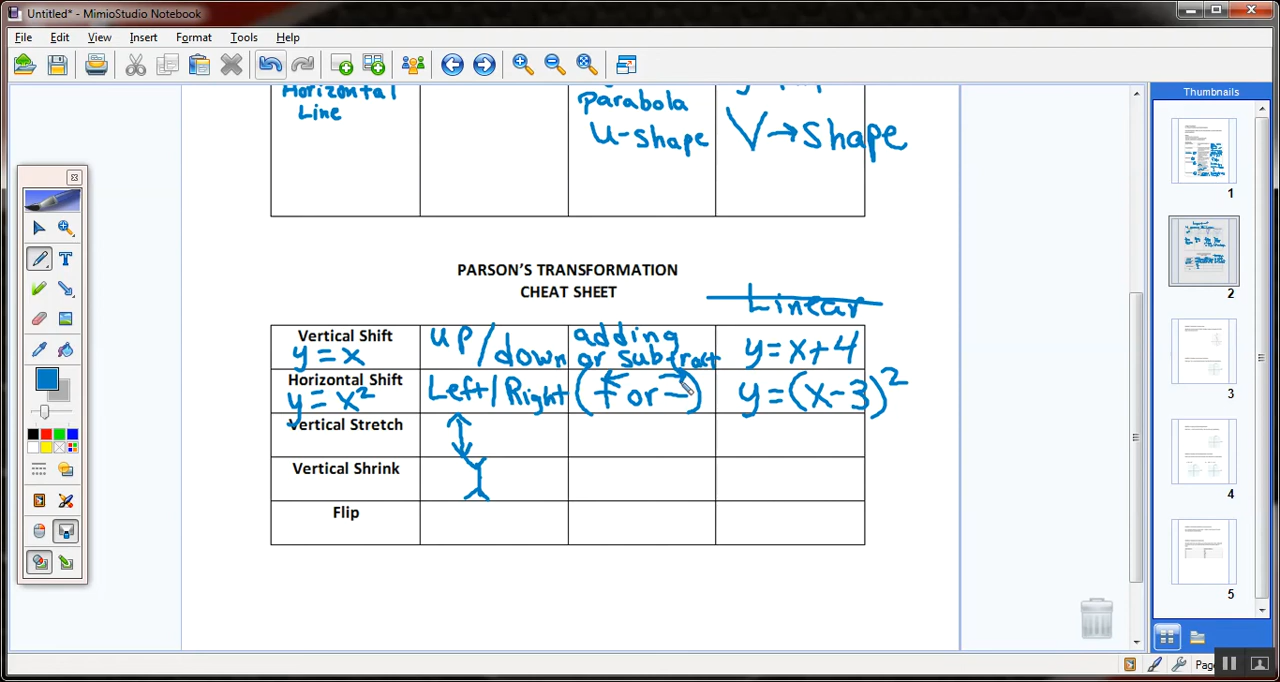 Untitled* - MimioStudio Notebook
File Edit View Insert Format Tools Help
Horizontal
Line
parabola
U-shape
V→shape
PARSON'S TRANSFORMATION
CHEAT SHEET
Linear
Vertical Shift
y = x
up/down
adding
or subtract
y = x + 4
Horizontal Shift
y = x²
Left/Right
(+ or −)
y = (x − 3)²
Vertical Stretch
Vertical Shrink
Flip
Thumbnails
1
2
3
4
5
T